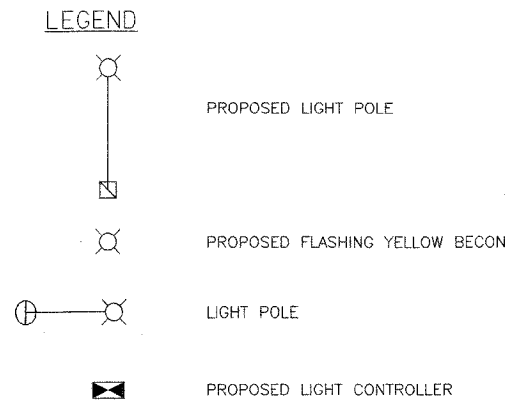 LEGEND
PROPOSED LIGHT POLE
PROPOSED FLASHING YELLOW BECON
LIGHT POLE
PROPOSED LIGHT CONTROLLER